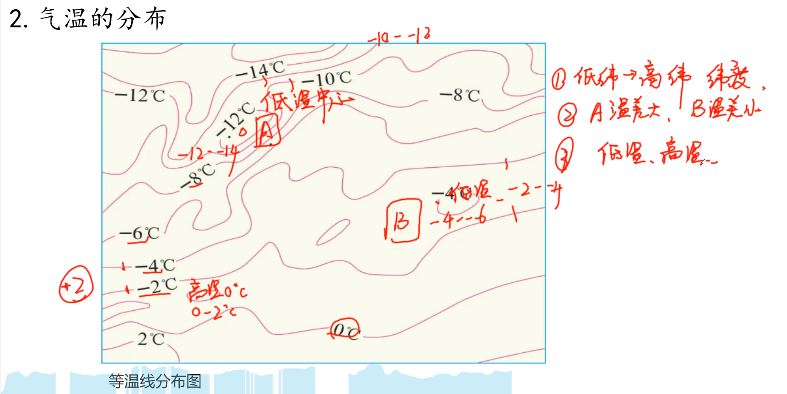 2. 气温的分布
-14℃
-10℃
-12℃
-8℃
低温中心
-12℃
A
-12--14
-8℃
① 低纬→高纬 纬度.
② A温差大, B温差小
③ 低温、高温...
-4℃
低温
-2--4
B
-4--6
-6℃
-4℃
+2
-2℃
高温0℃
0-2℃
0℃
2℃
等温线分布图